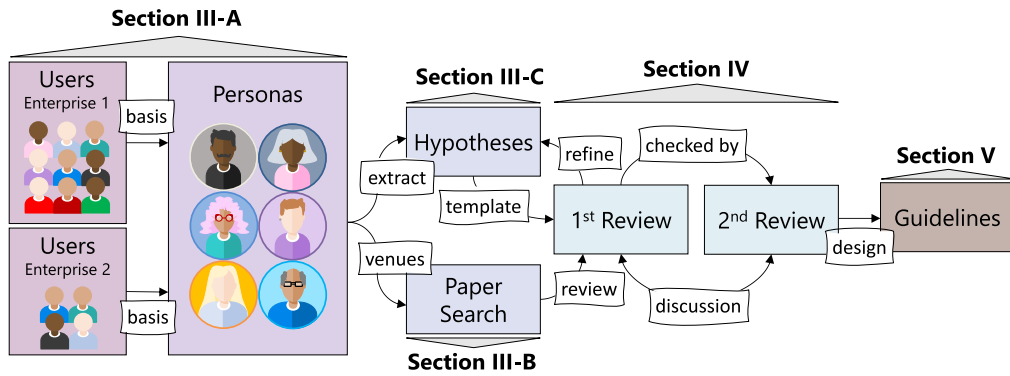 Section III-A
Users
Enterprise 1
basis
Users
Enterprise 2
basis
Personas
extract
venues
Section III-C
Hypotheses
template
Paper
Search
Section III-B
review
Section IV
refine
checked by
1st Review
2nd Review
discussion
design
Section V
Guidelines